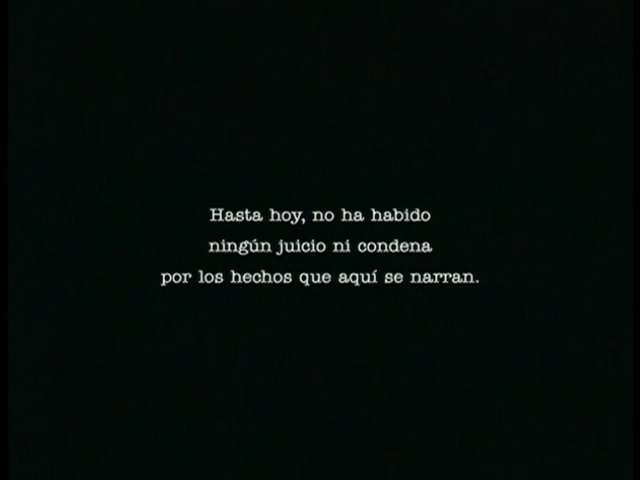 Hasta hoy, no ha habido
ningún juicio ni condena
por los hechos que aquí se narran.